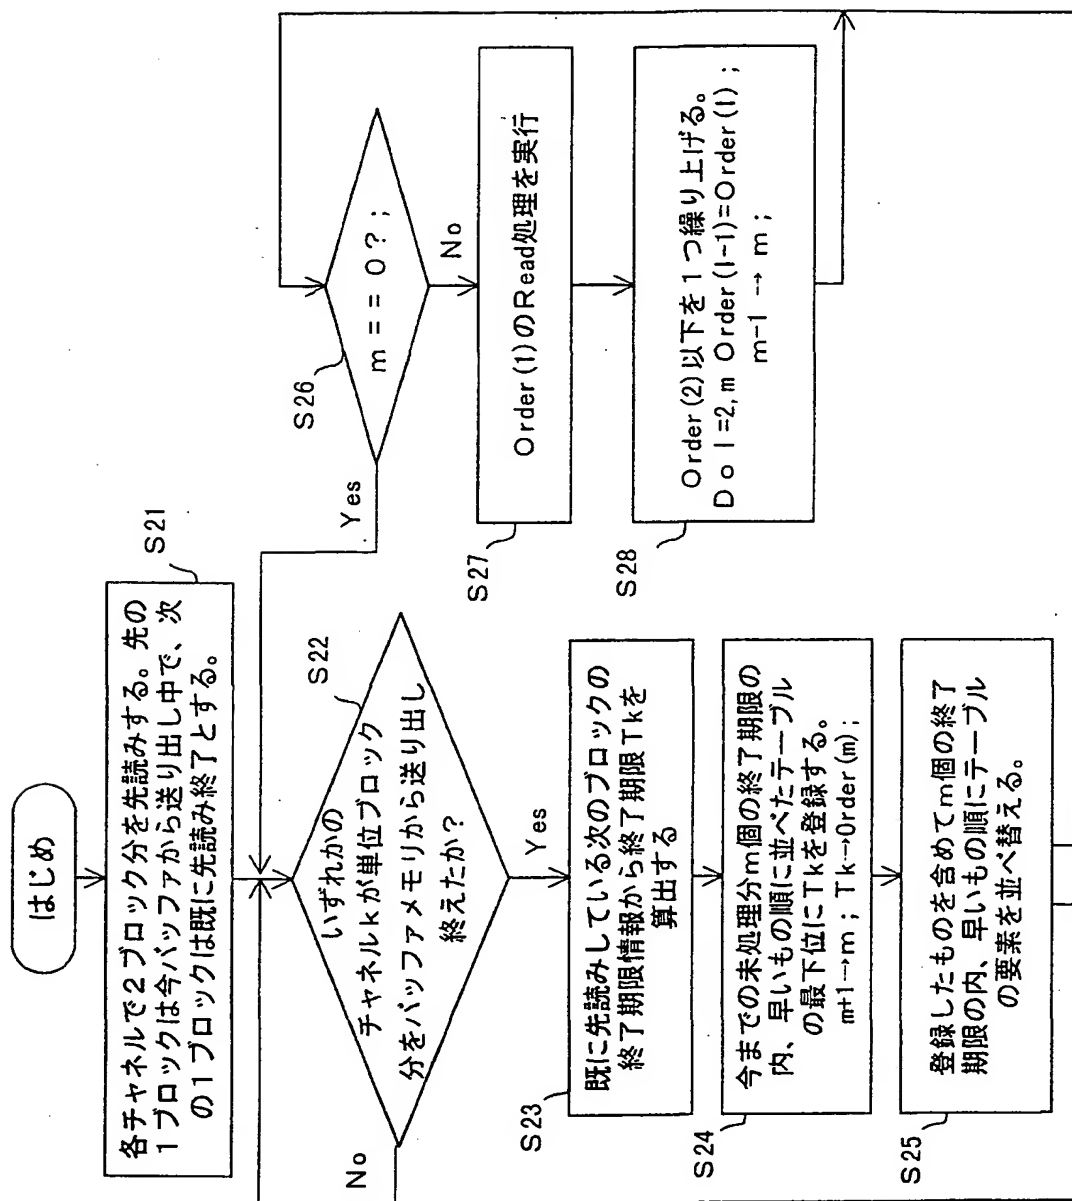 はじめ
各チャネルで2ブロック分を先読みする。先の
1ブロックは今バッファから送り出し中で、次
の1ブロックは既に先読み終了とする。
S21
いずれかの
チャネルkが単位ブロック
分をバッファメモリから送り出し
終えたか?
S22
No
Yes
既に先読みしている次のブロックの
終了期限情報から終了期限Tkを
算出する
S23
今までの未処理分m個の終了期限の
内、早いもの順に並べたテーブル
の最下位にTkを登録する。
m+1→m; Tk→Order(m);
S24
登録したものを含めてm個の終了
期限の内、早いもの順にテーブル
の要素を並べ替える。
S25
m==0?;
S26
Yes
No
Order(1)のRead処理を実行
S27
Order(2)以下を1つ繰り上げる。
Do I=2,m Order(I-1)=Order(I);
m-1→m;
S28